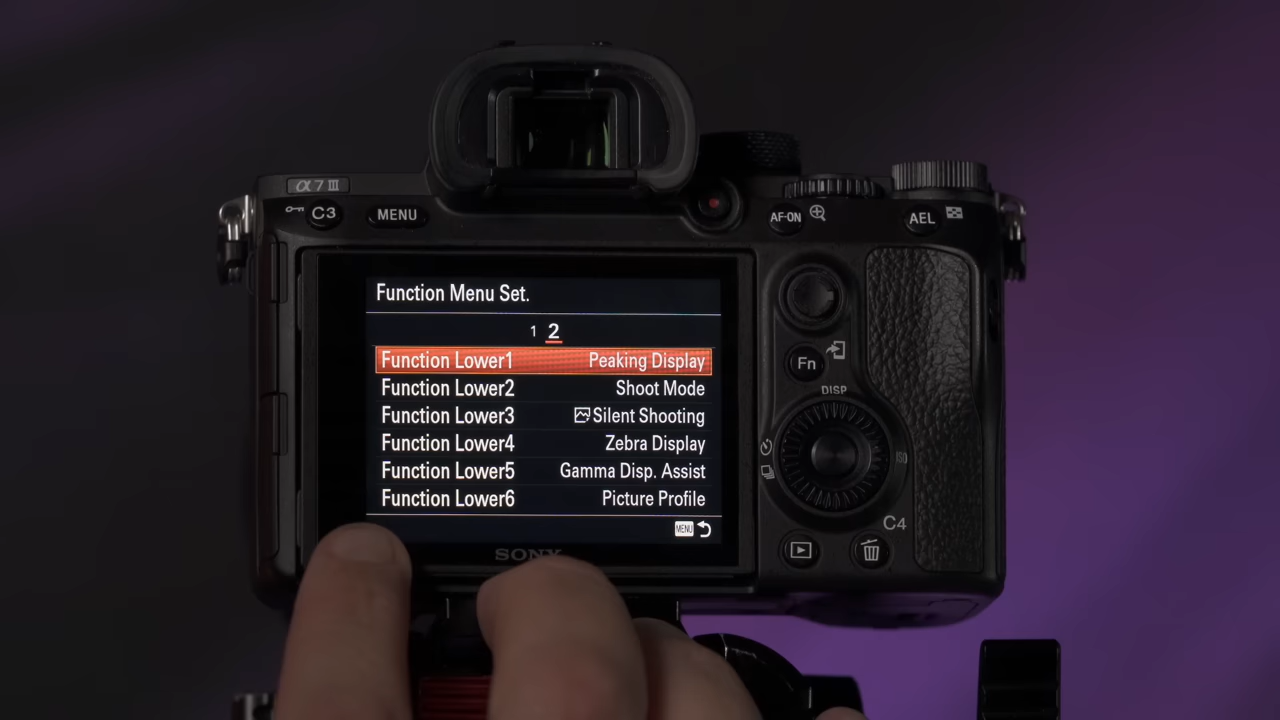 α7III
C3
MENU
AF-ON
AEL
Function Menu Set.
1 2
Function Lower1 Peaking Display
Function Lower2 Shoot Mode
Function Lower3 Silent Shooting
Function Lower4 Zebra Display
Function Lower5 Gamma Disp. Assist
Function Lower6 Picture Profile
MENU
Fn
DISP
ISO
C4
SONY